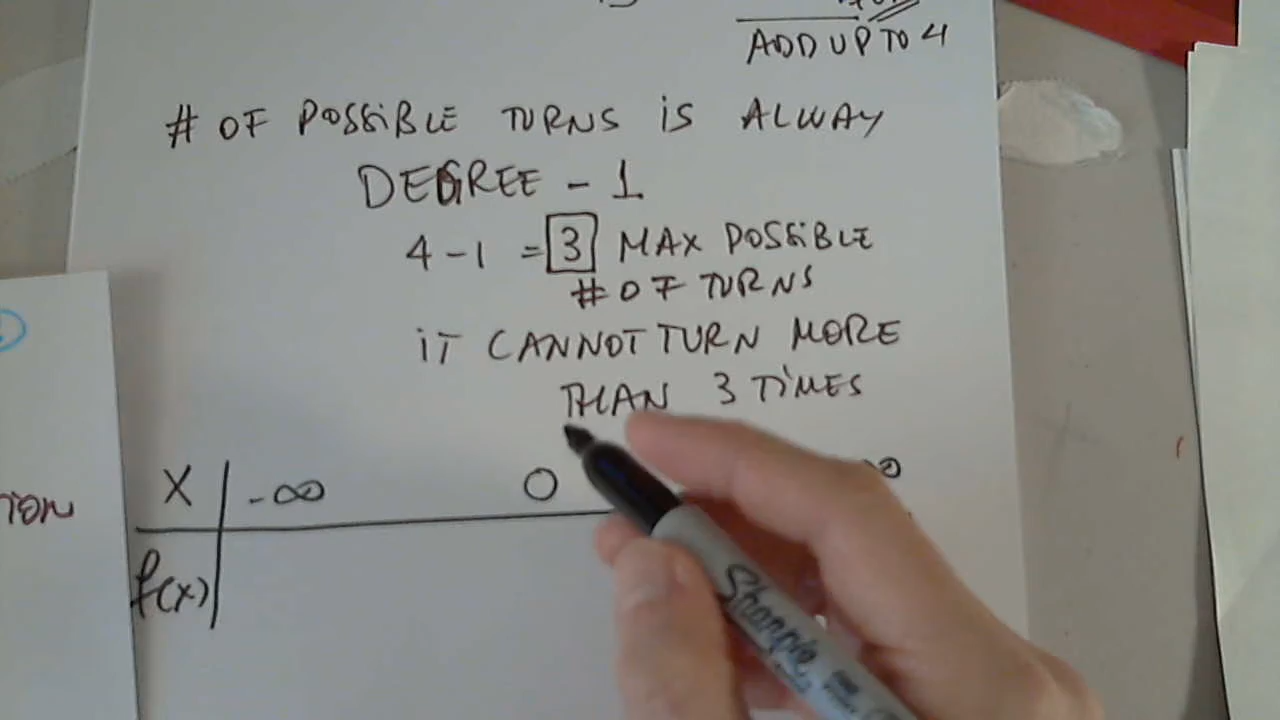 ADD UP TO 4
# OF POSSIBLE TURNS IS ALWAY
DEGREE - 1
4 - 1 = 3 MAX POSSIBLE
# OF TURNS
IT CANNOT TURN MORE
THAN 3 TIMES
X -∞ 0 ∞
f(x)
Sharpie